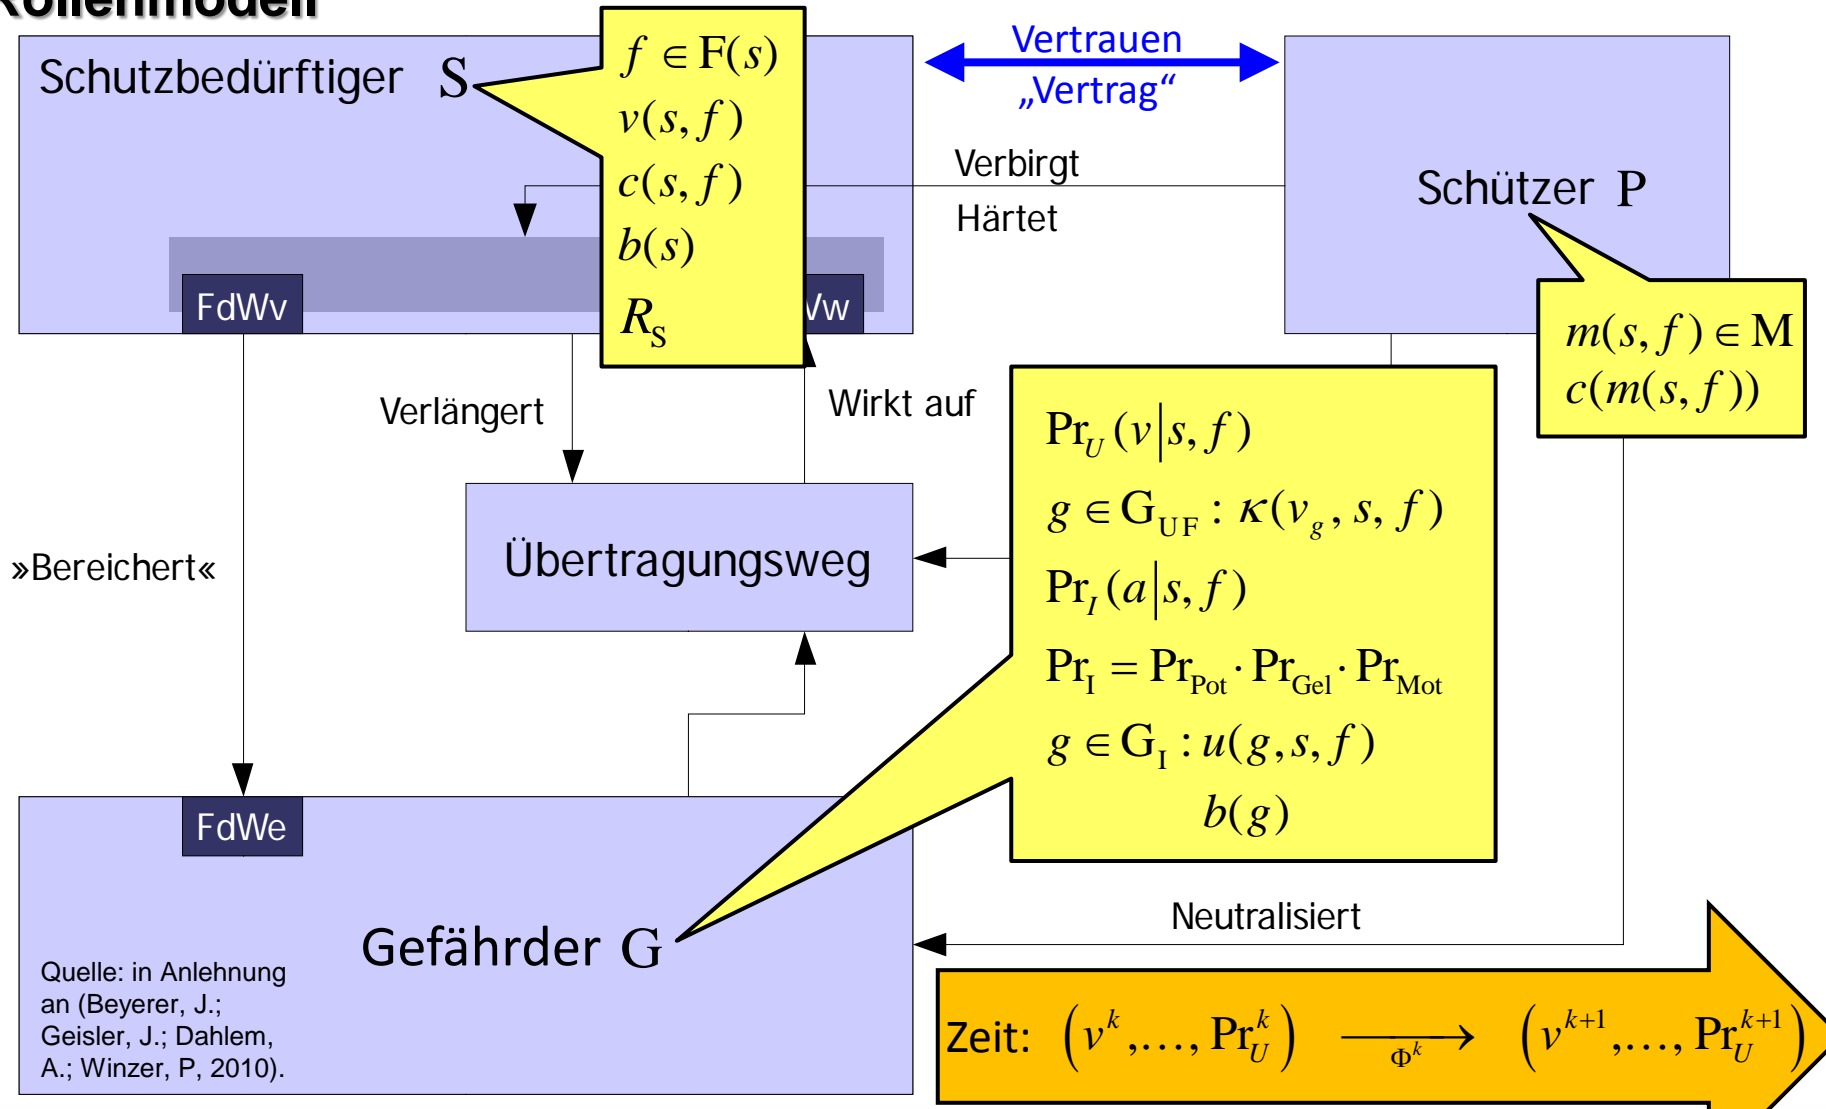 Rollenmodell
Schutzbedürftiger S
f ∈ F(s)
v(s, f)
c(s, f)
b(s)
R_S
Vertrauen
„Vertrag“
Verbirgt
Härtet
Schützer P
m(s, f) ∈ M
c(m(s, f))
FdWv
Vw
Verlängert
Wirkt auf
»Bereichert«
Übertragungsweg
Pr_U(v|s, f)
g ∈ G_UF : κ(v_g, s, f)
Pr_I(a|s, f)
Pr_I = Pr_Pot · Pr_Gel · Pr_Mot
g ∈ G_I : u(g, s, f)
b(g)
FdWe
Gefährder G
Neutralisiert
Quelle: in Anlehnung
an (Beyerer, J.;
Geisler, J.; Dahlem,
A.; Winzer, P, 2010).
Zeit: (v^k, …, Pr_U^k) ⟶_Φ^k (v^{k+1}, …, Pr_U^{k+1})